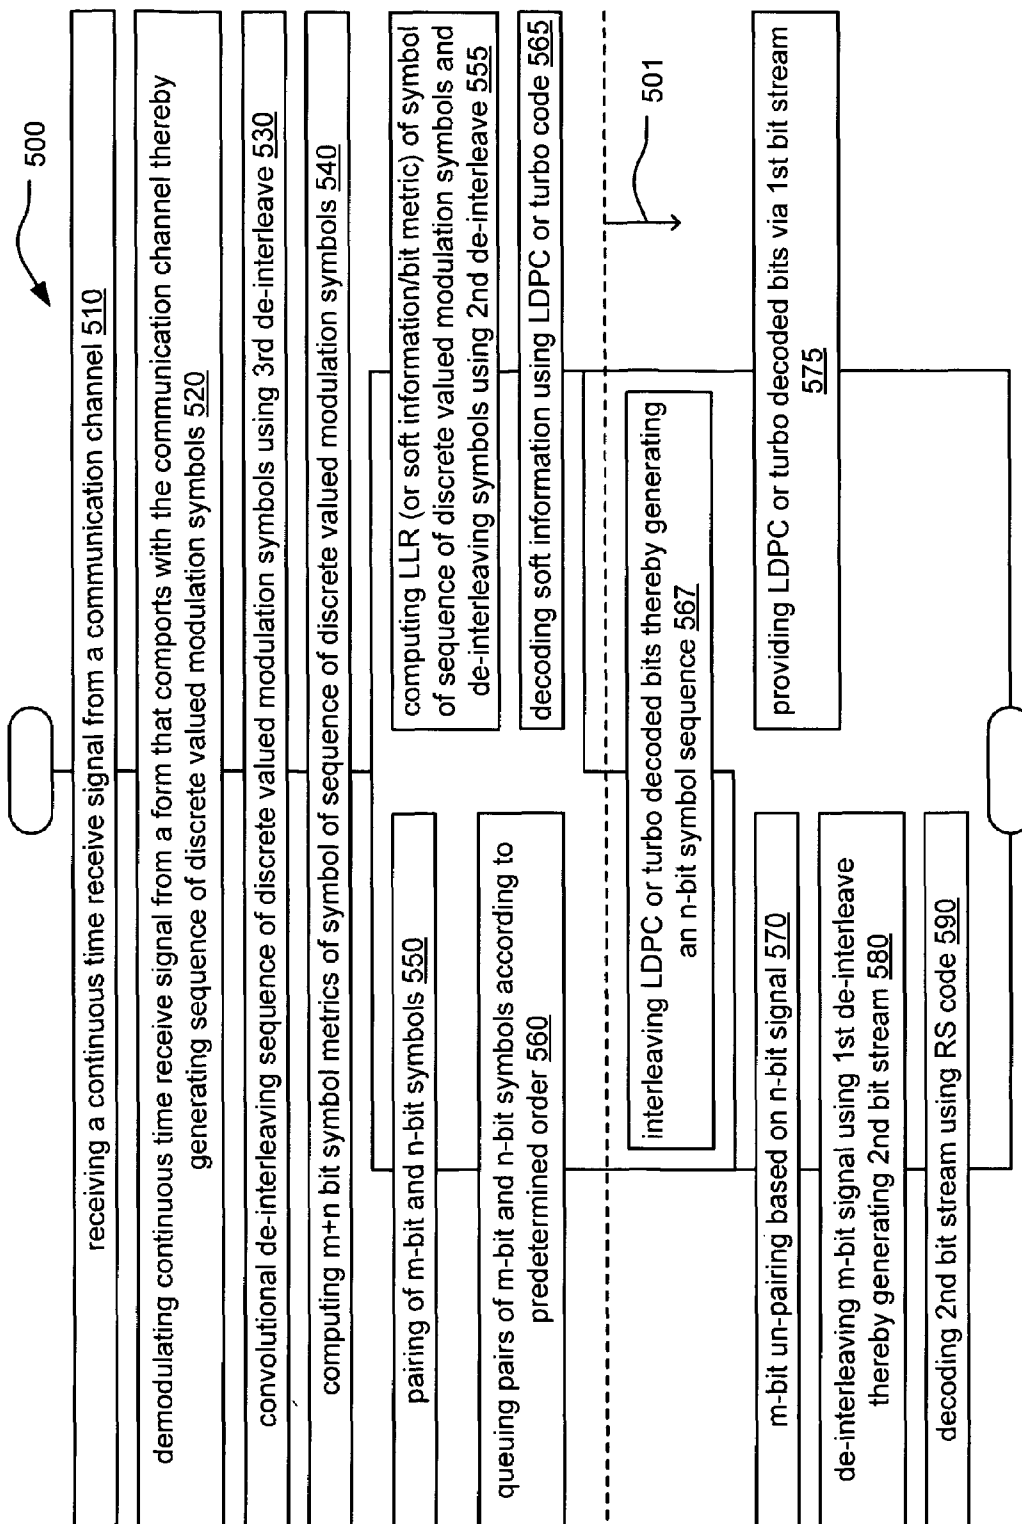 500
receiving a continuous time receive signal from a communication channel 510
demodulating continuous time receive signal from a form that comports with the communication channel thereby
generating sequence of discrete valued modulation symbols 520
convolutional de-interleaving sequence of discrete valued modulation symbols using 3rd de-interleave 530
computing m+n bit symbol metrics of symbol of sequence of discrete valued modulation symbols 540
pairing of m-bit and n-bit symbols 550
queuing pairs of m-bit and n-bit symbols according to
predetermined order 560
computing LLR (or soft information/bit metric) of symbol
of sequence of discrete valued modulation symbols and
de-interleaving symbols using 2nd de-interleave 555
decoding soft information using LDPC or turbo code 565
501
interleaving LDPC or turbo decoded bits thereby generating
an n-bit symbol sequence 567
m-bit un-pairing based on n-bit signal 570
de-interleaving m-bit signal using 1st de-interleave
thereby generating 2nd bit stream 580
decoding 2nd bit stream using RS code 590
providing LDPC or turbo decoded bits via 1st bit stream
575